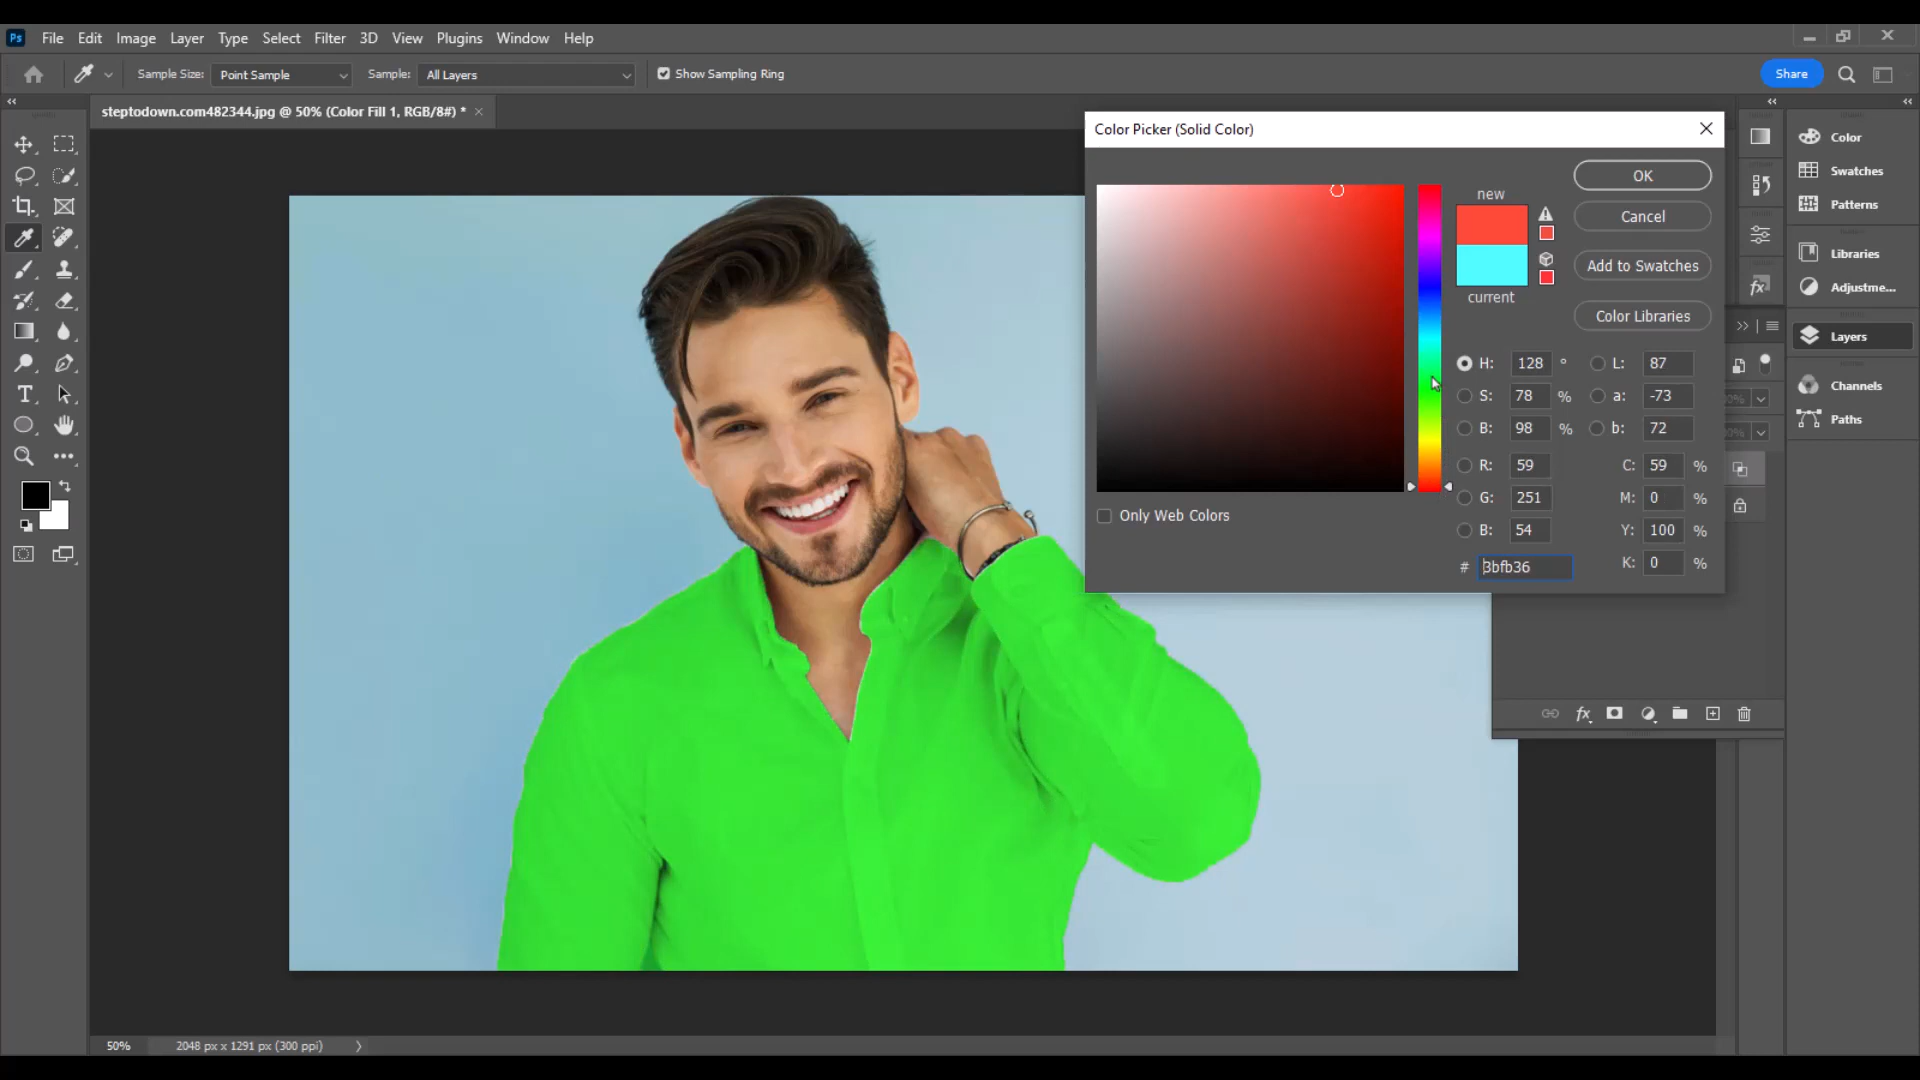 Ps File Edit Image Layer Type Select Filter 3D View Plugins Window Help
Sample Size: Point Sample Sample: All Layers Show Sampling Ring Share
steptodown.com482344.jpg @ 50% (Color Fill 1, RGB/8#) *
Color Picker (Solid Color)
new
current
OK
Cancel
Add to Swatches
Color Libraries
H: 128 °
S: 78 %
B: 98 %
R: 59
G: 251
B: 54
# 3bfb36
L: 87
a: -73
b: 72
C: 59 %
M: 0 %
Y: 100 %
K: 0 %
Only Web Colors
Color
Swatches
Patterns
Libraries
Adjustme...
Layers
Channels
Paths
fx
T
fx
50% 2048 px x 1291 px (300 ppi)